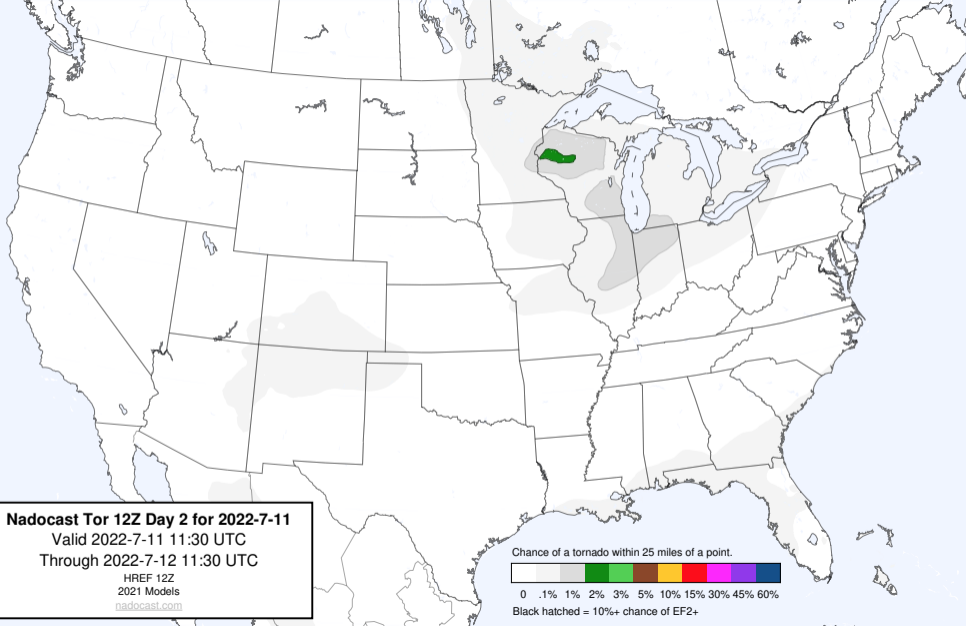 Nadocast Tor 12Z Day 2 for 2022-7-11
Valid 2022-7-11 11:30 UTC
Through 2022-7-12 11:30 UTC
HREF 12Z
2021 Models
nadocast.com
Chance of a tornado within 25 miles of a point.
0 .1% 1% 2% 3% 5% 10% 15% 30% 45% 60%
Black hatched = 10%+ chance of EF2+